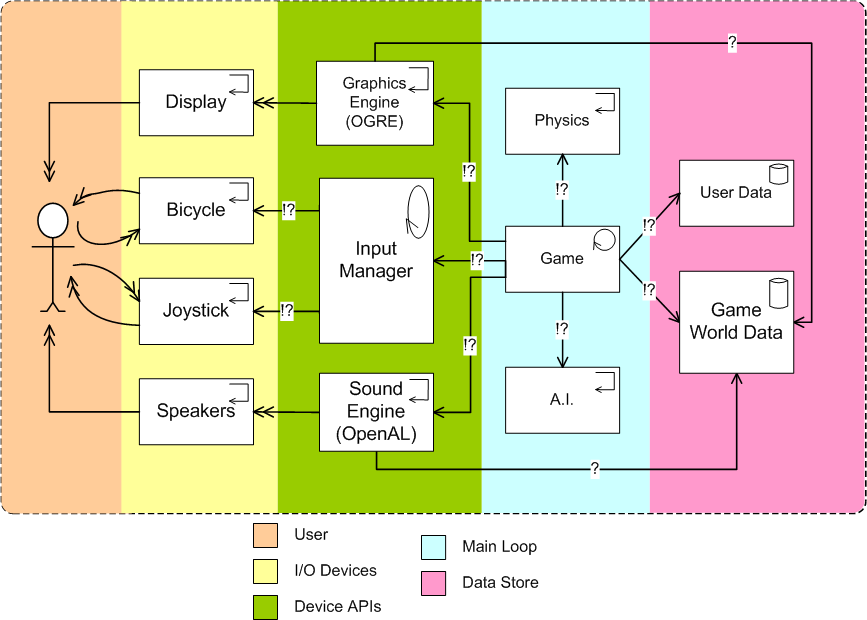 ?
Display
Graphics
Engine
(OGRE)
Physics
!?
!?
Bicycle
!?
Input
Manager
User Data
!?
Game
!?
!?
Joystick
!?
!?
!?
Game
World Data
Speakers
Sound
Engine
(OpenAL)
A.I.
?
User
I/O Devices
Device APIs
Main Loop
Data Store